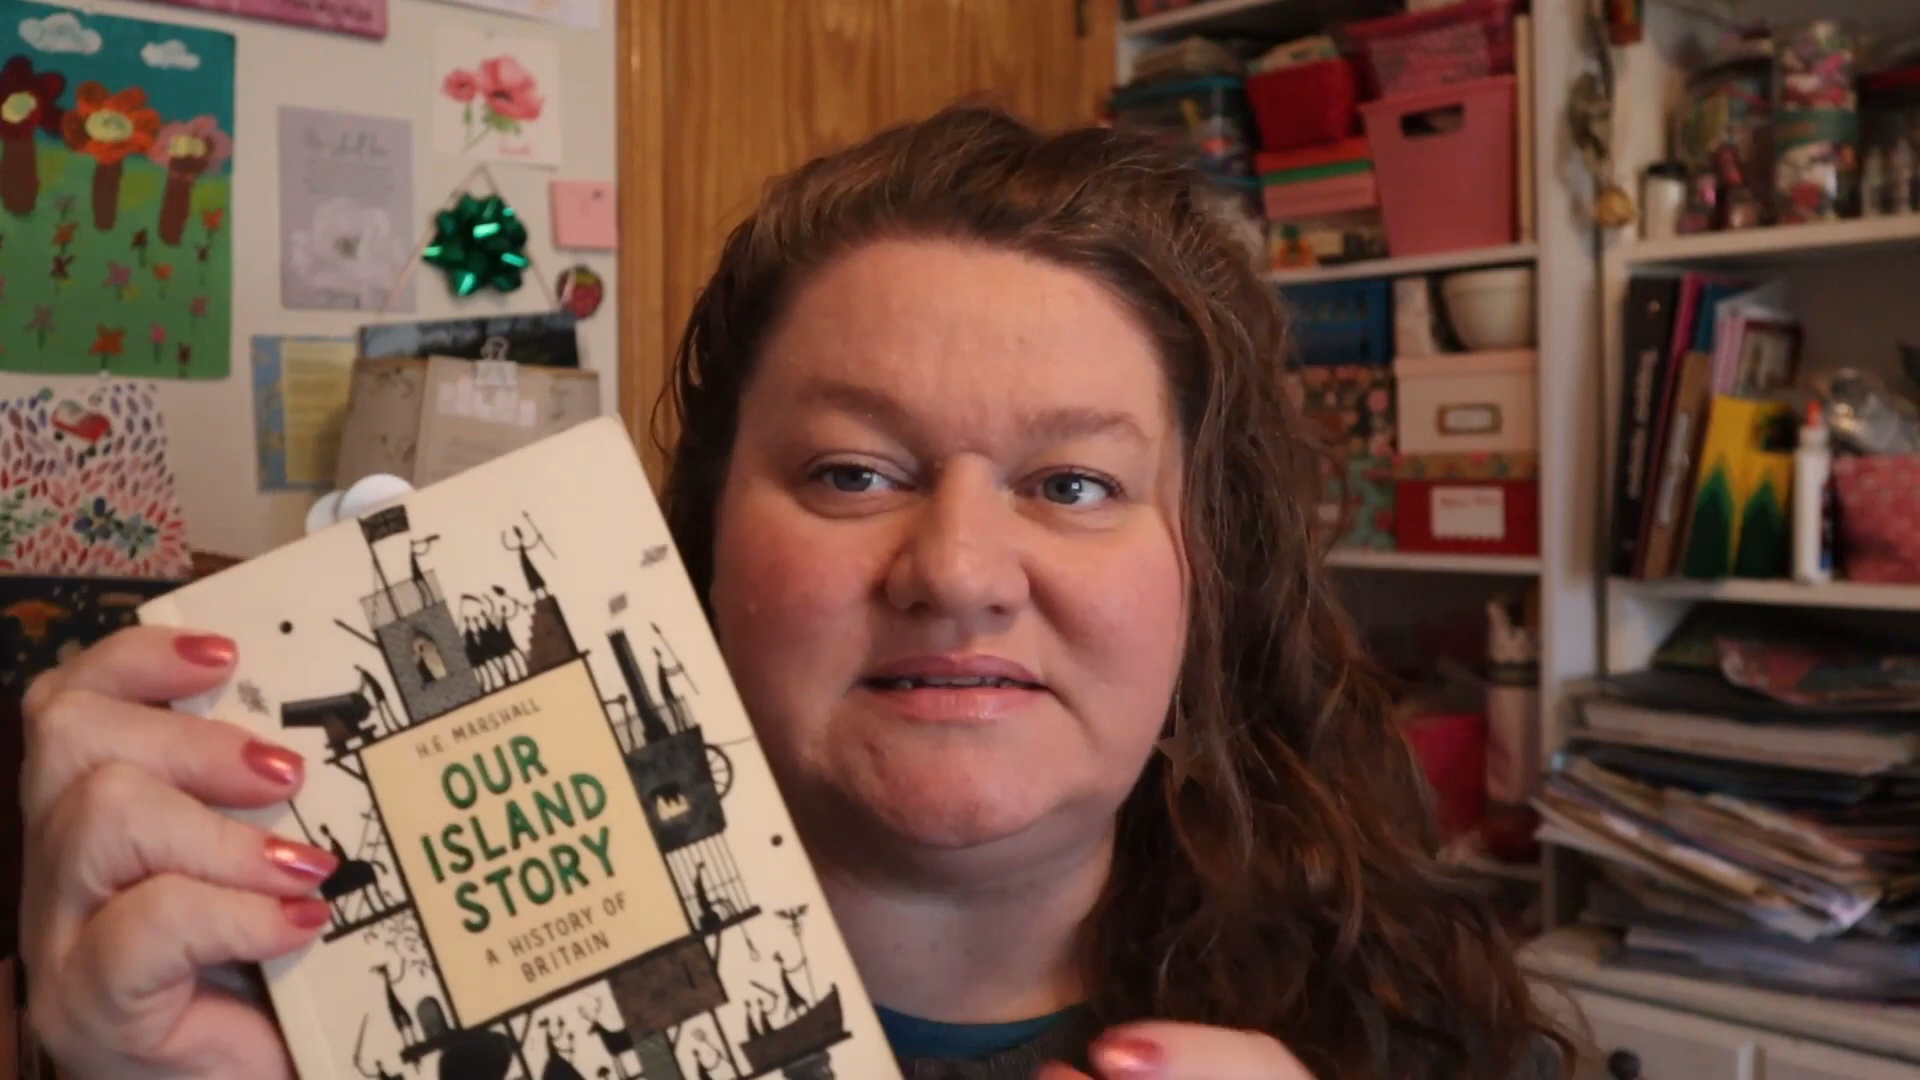 H.E. MARSHALL
OUR
ISLAND
STORY
A HISTORY OF
BRITAIN